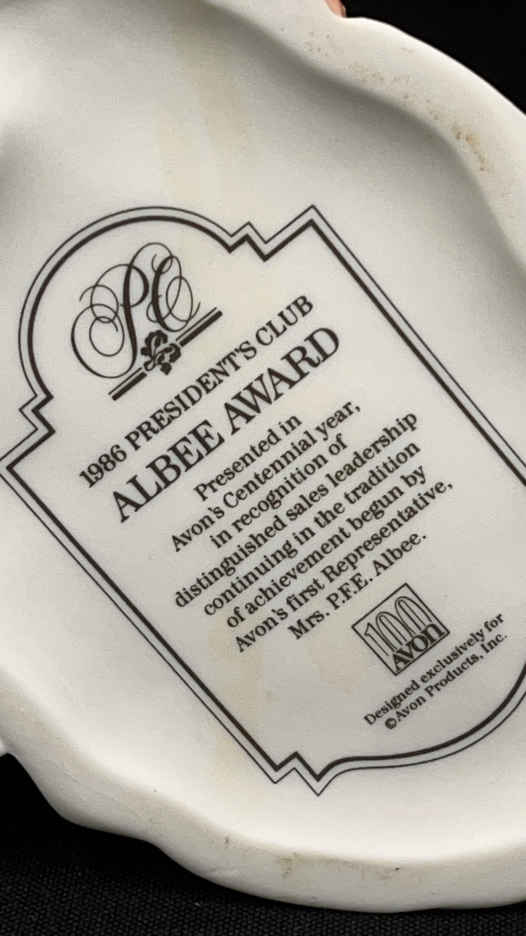 PC
1986 PRESIDENT'S CLUB
ALBEE AWARD
Presented in
Avon's Centennial year,
in recognition of
distinguished sales leadership
continuing in the tradition
of achievement begun by
Avon's first Representative,
Mrs. P.F.E. Albee.
100
AVON
Designed exclusively for
©Avon Products, Inc.